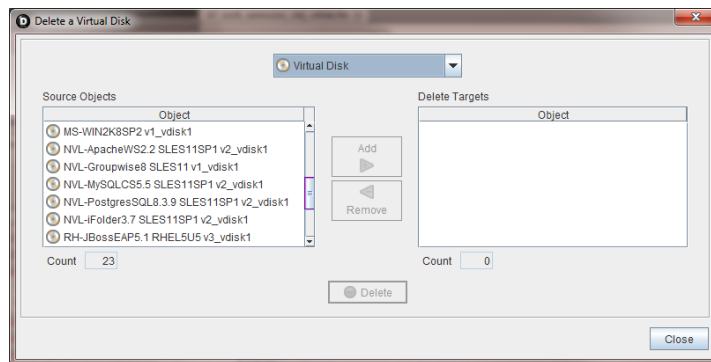 Delete a Virtual Disk
Virtual Disk
Source Objects
Object
MS-WIN2K8SP2 v1_vdisk1
NVL-ApacheWS2.2 SLES11SP1 v2_vdisk1
NVL-Groupwise8 SLES11 v1_vdisk1
NVL-MySQLCS5.5 SLES11SP1 v2_vdisk1
NVL-PostgresSQL8.3.9 SLES11SP1 v2_vdisk1
NVL-iFolder3.7 SLES11SP1 v2_vdisk1
RH-JBossEAP5.1 RHEL5U5 v3_vdisk1
Count 23
Add
Remove
Delete Targets
Object
Count 0
Delete
Close